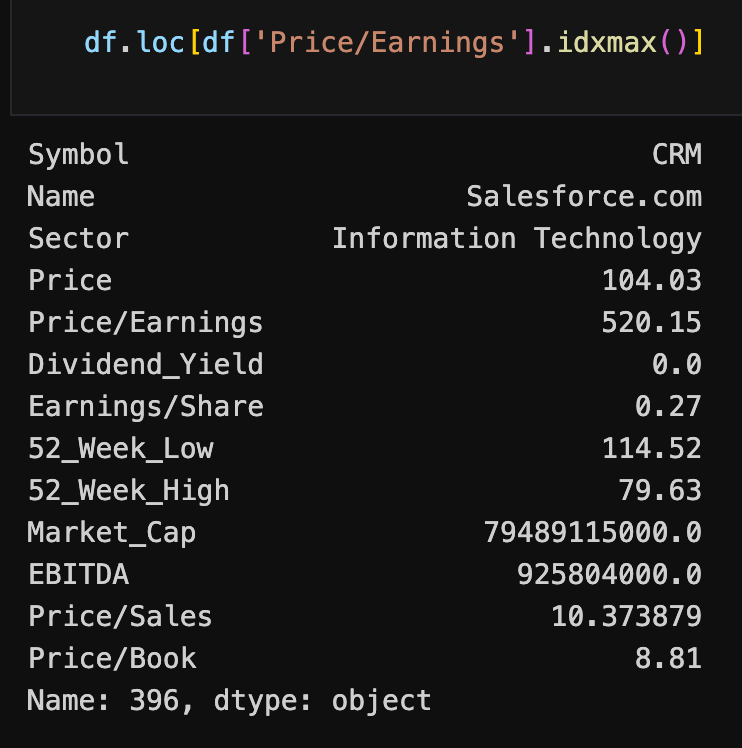 df.loc[df['Price/Earnings'].idxmax()]
Symbol CRM
Name Salesforce.com
Sector Information Technology
Price 104.03
Price/Earnings 520.15
Dividend_Yield 0.0
Earnings/Share 0.27
52_Week_Low 114.52
52_Week_High 79.63
Market_Cap 79489115000.0
EBITDA 925804000.0
Price/Sales 10.373879
Price/Book 8.81
Name: 396, dtype: object